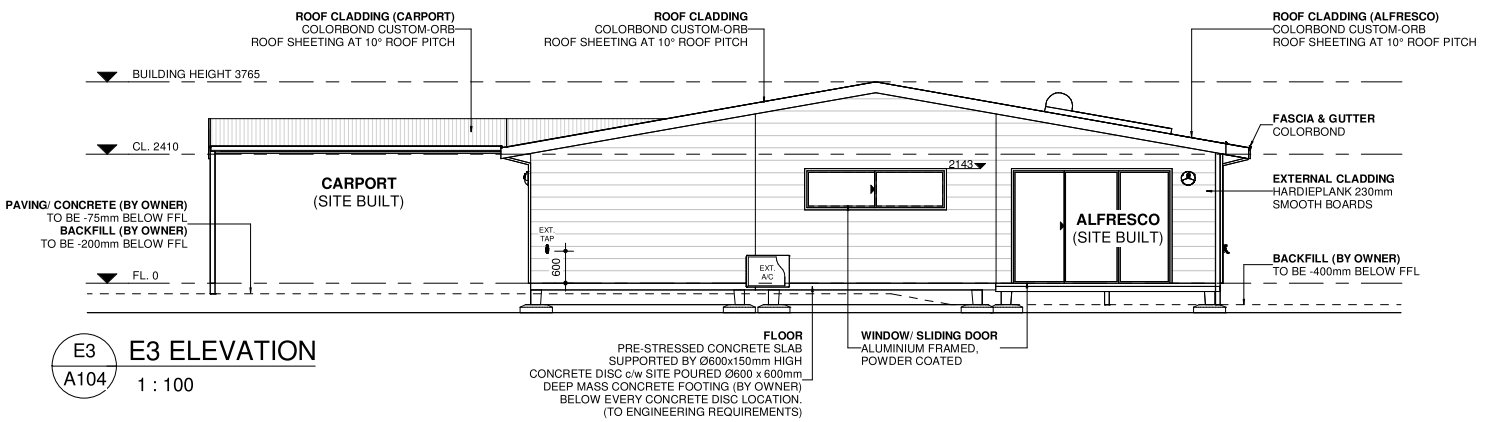 ROOF CLADDING (CARPORT)
COLORBOND CUSTOM-ORB
ROOF SHEETING AT 10° ROOF PITCH
ROOF CLADDING
COLORBOND CUSTOM-ORB
ROOF SHEETING AT 10° ROOF PITCH
ROOF CLADDING (ALFRESCO)
COLORBOND CUSTOM-ORB
ROOF SHEETING AT 10° ROOF PITCH
BUILDING HEIGHT 3765
FASCIA & GUTTER
COLORBOND
CL. 2410
2143
CARPORT
(SITE BUILT)
EXTERNAL CLADDING
HARDIEPLANK 230mm
SMOOTH BOARDS
PAVING/ CONCRETE (BY OWNER)
TO BE -75mm BELOW FFL
BACKFILL (BY OWNER)
TO BE -200mm BELOW FFL
ALFRESCO
(SITE BUILT)
EXT.
TAP
600
EXT.
A/C
BACKFILL (BY OWNER)
TO BE -400mm BELOW FFL
FL. 0
FLOOR
PRE-STRESSED CONCRETE SLAB
SUPPORTED BY Ø600x150mm HIGH
CONCRETE DISC c/w SITE POURED Ø600 x 600mm
DEEP MASS CONCRETE FOOTING (BY OWNER)
BELOW EVERY CONCRETE DISC LOCATION.
(TO ENGINEERING REQUIREMENTS)
WINDOW/ SLIDING DOOR
ALUMINIUM FRAMED,
POWDER COATED
E3
A104
E3 ELEVATION
1 : 100